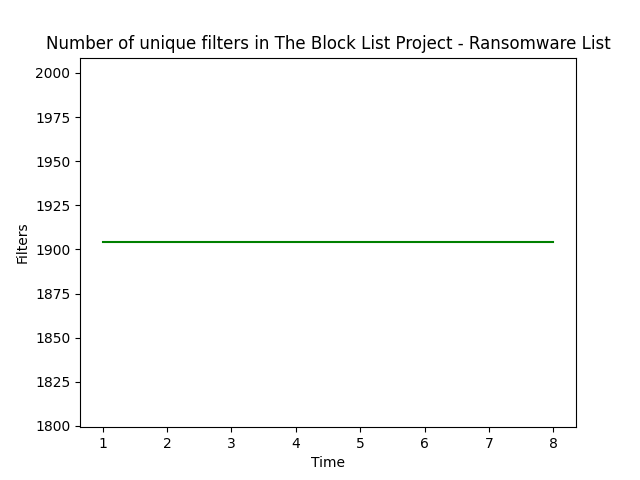 Number of unique filters in The Block List Project - Ransomware List
2000
1975
1950
1925
1900
1875
1850
1825
1800
Filters
1 2 3 4 5 6 7 8
Time